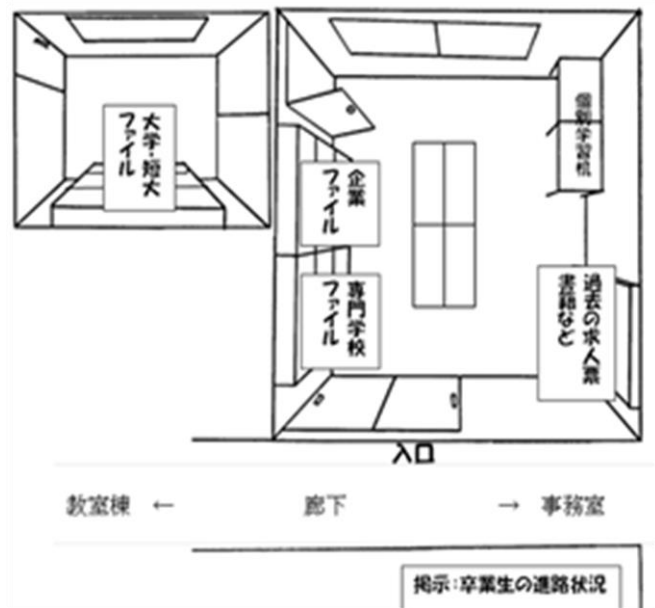 大学・短大
ファイル
企業
ファイル
専門学校
ファイル
個別学習机
過去の求人票
書籍など
入口
教室棟 ← 廊下 → 事務室
掲示:卒業生の進路状況